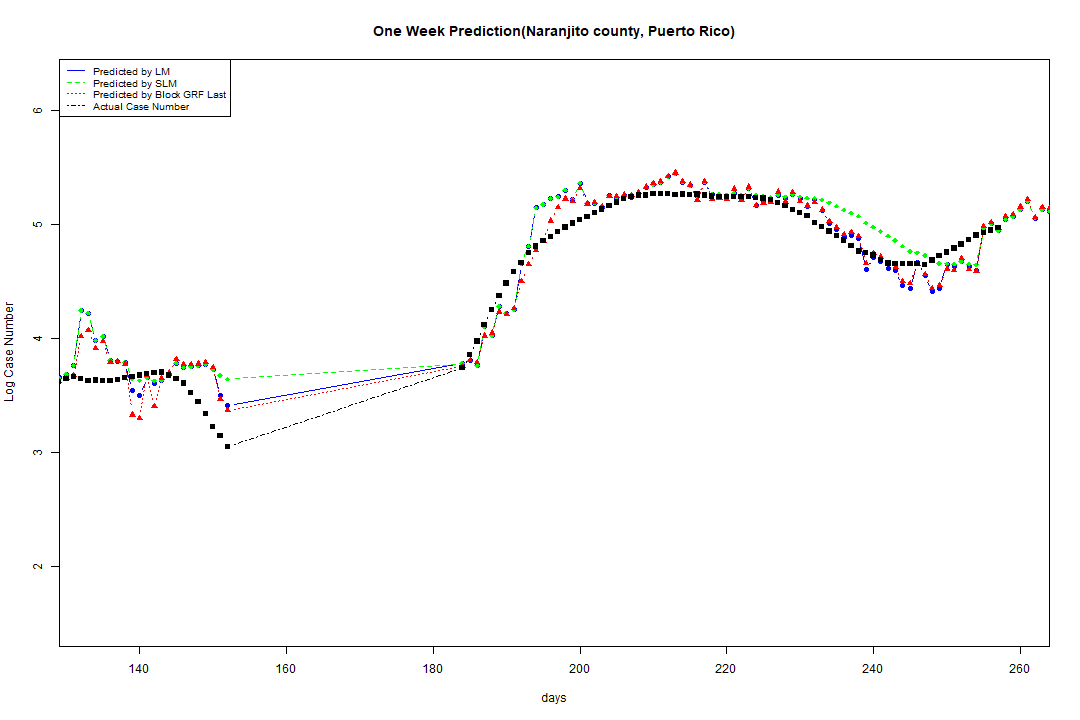 One Week Prediction(Naranjito county, Puerto Rico)
Predicted by LM
Predicted by SLM
Predicted by Block GRF Last
Actual Case Number
6
5
4
3
2
Log Case Number
140 160 180 200 220 240 260
days